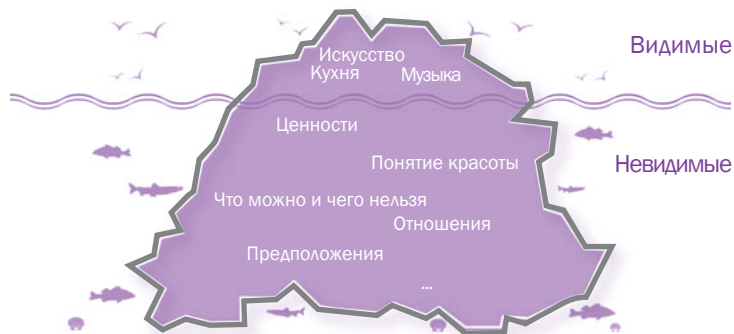 Искусство
Видимые
Кухня
Музыка
Ценности
Понятие красоты
Невидимые
Что можно и чего нельзя
Отношения
Предположения
...